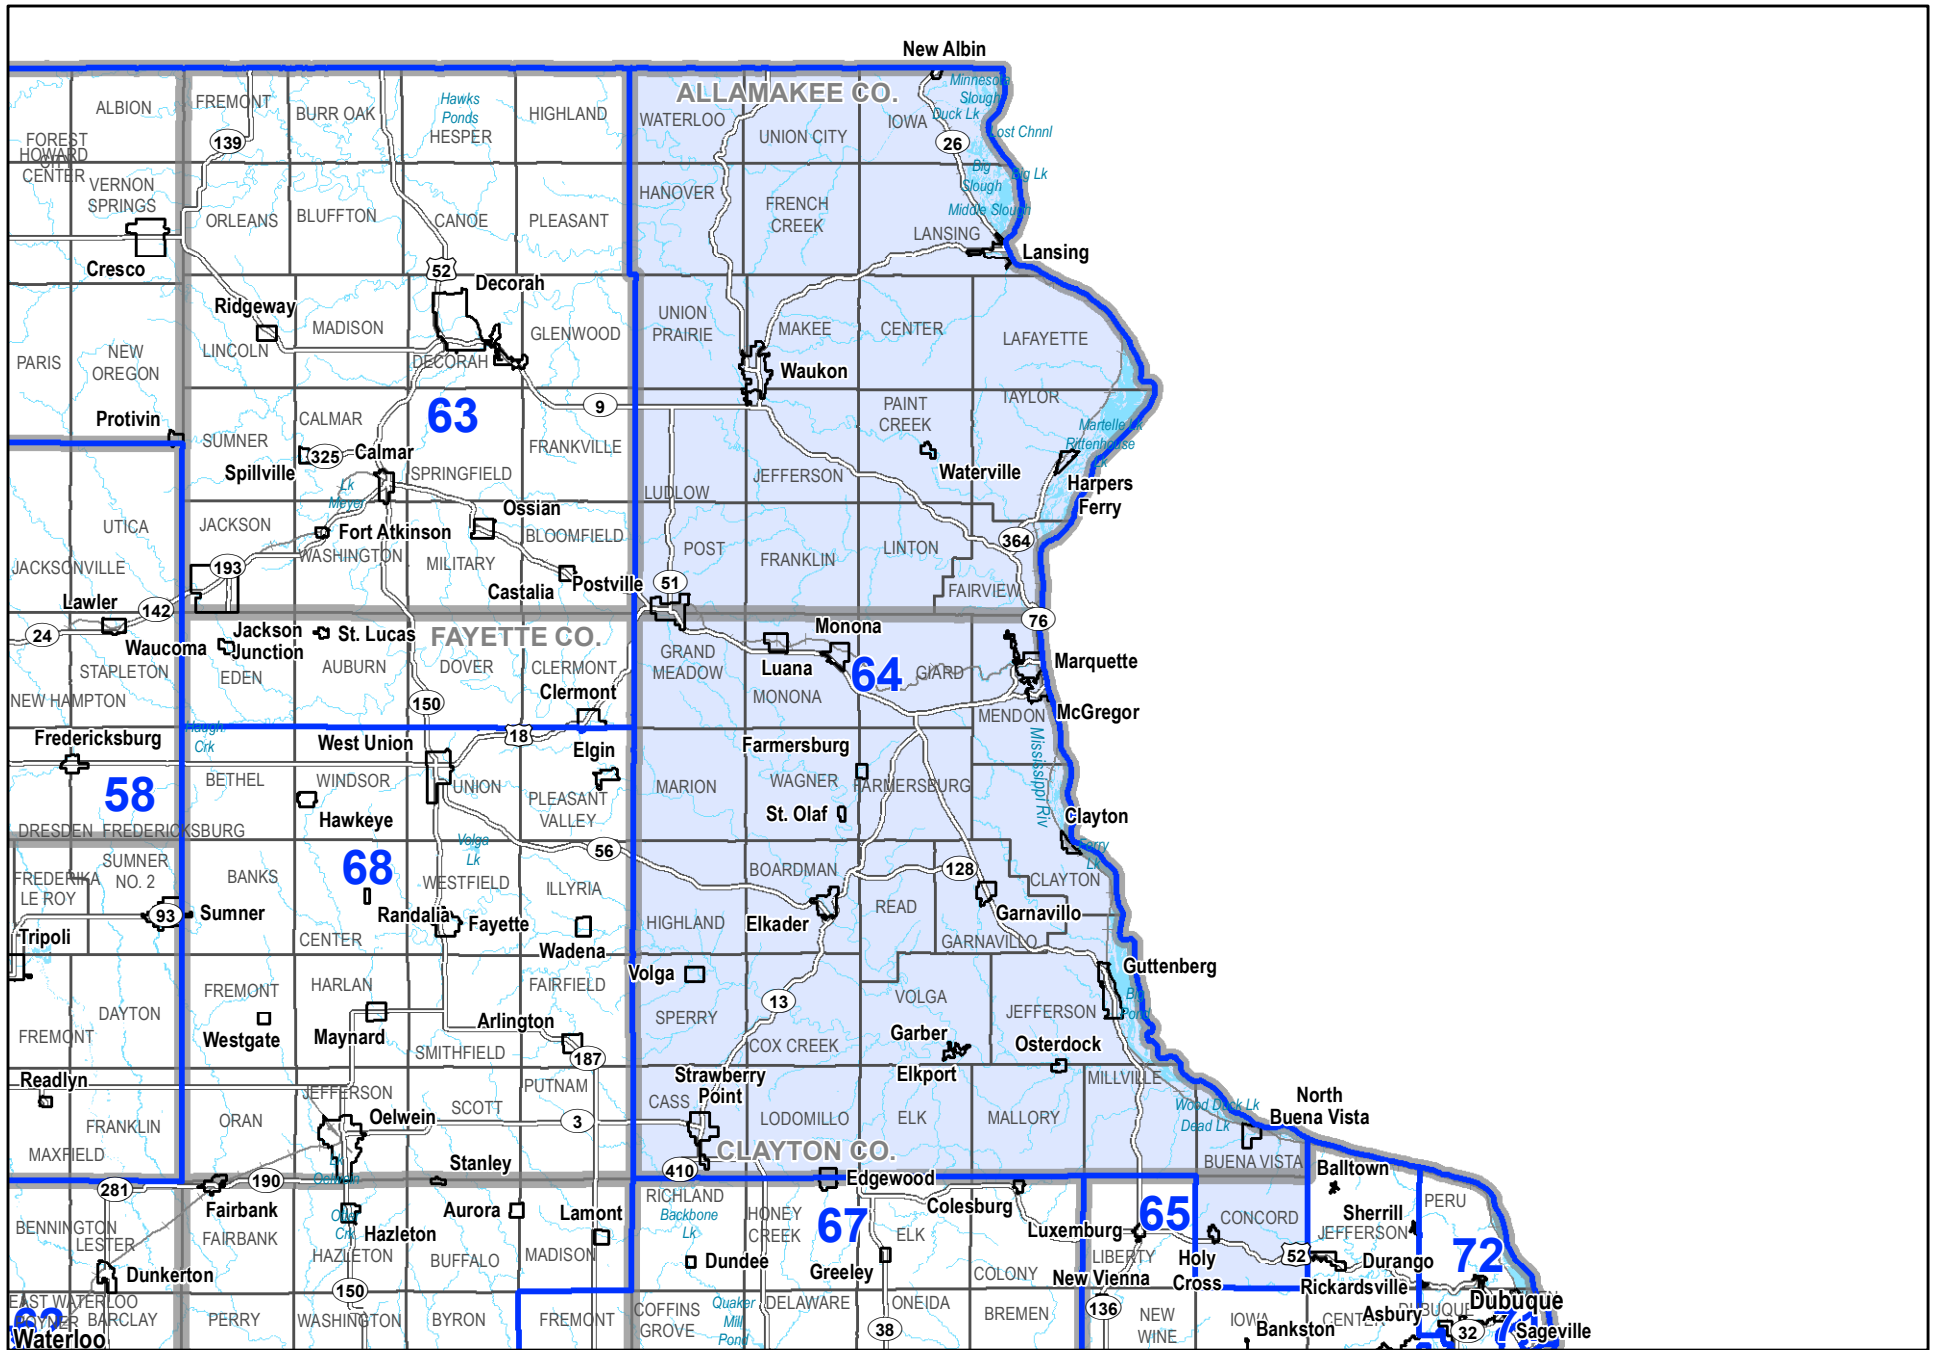 New Albin
ALLAMAKEE CO.
Minnesota
Slough
Duck Lk
ALBION
FREMONT
BURR OAK
Hawks
Ponds
HESPER
HIGHLAND
WATERLOO
UNION CITY
IOWA
Lost Chnnl
139
26
FOREST
CITY
HOWARD
CENTER
VERNON
SPRINGS
ORLEANS
BLUFFTON
CANOE
PLEASANT
HANOVER
FRENCH
CREEK
Big
Slough
Big Lk
Middle Slough
LANSING
Lansing
Cresco
52
Decorah
Ridgeway
MADISON
GLENWOOD
LINCOLN
DECORAH
UNION
PRAIRIE
MAKEE
CENTER
LAFAYETTE
PARIS
NEW
OREGON
Waukon
Protivin
SUMNER
CALMAR
63
9
FRANKVILLE
PAINT
CREEK
TAYLOR
Martelle Lk
Rittenhouse
Lk
Spillville
325
Calmar
SPRINGFIELD
Lk
Meyer
LUDLOW
JEFFERSON
Waterville
Harpers
Ferry
UTICA
JACKSON
Fort Atkinson
WASHINGTON
Ossian
BLOOMFIELD
MILITARY
POST
FRANKLIN
LINTON
364
JACKSONVILLE
193
Castalia
Postville
51
FAIRVIEW
Lawler
142
24
Waucoma
Jackson
Junction
St. Lucas
FAYETTE CO.
Monona
76
STAPLETON
EDEN
AUBURN
DOVER
CLERMONT
GRAND
MEADOW
Luana
64
GIARD
Marquette
NEW HAMPTON
150
Clermont
MONONA
MENDON
McGregor
Fredericksburg
Haugh
Crk
West Union
18
Elgin
Farmersburg
Mississippi Riv
58
BETHEL
WINDSOR
UNION
PLEASANT
VALLEY
MARION
WAGNER
FARMERSBURG
Hawkeye
St. Olaf
Clayton
DRESDEN
FREDERICKSBURG
Volga
Lk
56
Ferry
Lk
FREDERIKA
LE ROY
SUMNER
NO. 2
BANKS
68
WESTFIELD
ILLYRIA
BOARDMAN
128
CLAYTON
93
Sumner
Randalia
Fayette
HIGHLAND
Elkader
READ
Garnavillo
Tripoli
CENTER
Wadena
GARNAVILLO
Volga
Guttenberg
FREMONT
HARLAN
FAIRFIELD
13
VOLGA
Big
Pond
DAYTON
Westgate
Maynard
Arlington
SPERRY
JEFFERSON
FREMONT
SMITHFIELD
187
COX CREEK
Garber
Osterdock
Readlyn
JEFFERSON
PUTNAM
Strawberry
Point
Elkport
MILLVILLE
FRANKLIN
ORAN
Oelwein
SCOTT
3
CASS
LODOMILLO
ELK
MALLORY
Wood Duck Lk
Dead Lk
North
Buena Vista
MAXFIELD
Lk
Oelwein
Stanley
410
CLAYTON CO.
BUENA VISTA
Balltown
281
190
Edgewood
Fairbank
Otter
Crk
Aurora
Lamont
RICHLAND
Backbone
Lk
HONEY
CREEK
67
ELK
Colesburg
65
CONCORD
Sherrill
PERU
BENNINGTON
LESTER
FAIRBANK
Hazleton
HAZLETON
BUFFALO
MADISON
Dundee
Greeley
COLONY
Luxemburg
LIBERTY
Holy
Cross
52
JEFFERSON
Durango
72
Dunkerton
New Vienna
Rickardsville
EAST WATERLOO
POYNER
BARCLAY
62
Waterloo
PERRY
150
WASHINGTON
BYRON
FREMONT
COFFINS
GROVE
Quaker
Mill
Pond
DELAWARE
38
ONEIDA
BREMEN
136
NEW
WINE
IOWA
Bankston
CENTER
Asbury
DUBUQUE
Dubuque
32
Sageville